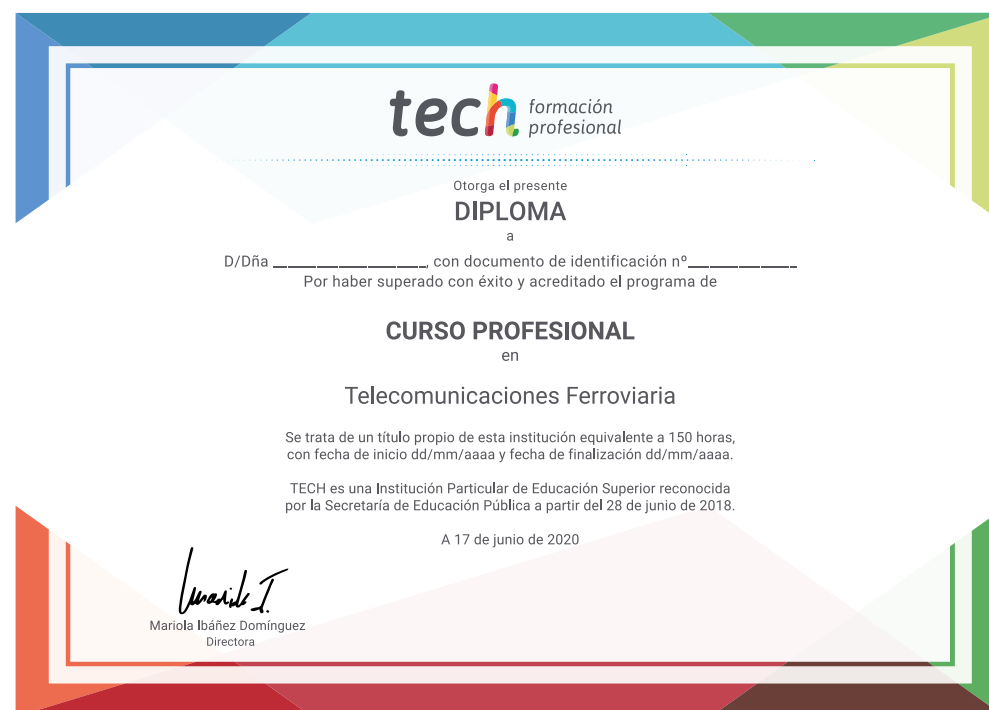 tech formación
profesional
Otorga el presente
DIPLOMA
a
D/Dña ____________________, con documento de identificación nº______________
Por haber superado con éxito y acreditado el programa de
CURSO PROFESIONAL
en
Telecomunicaciones Ferroviaria
Se trata de un título propio de esta institución equivalente a 150 horas,
con fecha de inicio dd/mm/aaaa y fecha de finalización dd/mm/aaaa.
TECH es una Institución Particular de Educación Superior reconocida
por la Secretaría de Educación Pública a partir del 28 de junio de 2018.
A 17 de junio de 2020
Mariola Ibáñez Domínguez
Directora